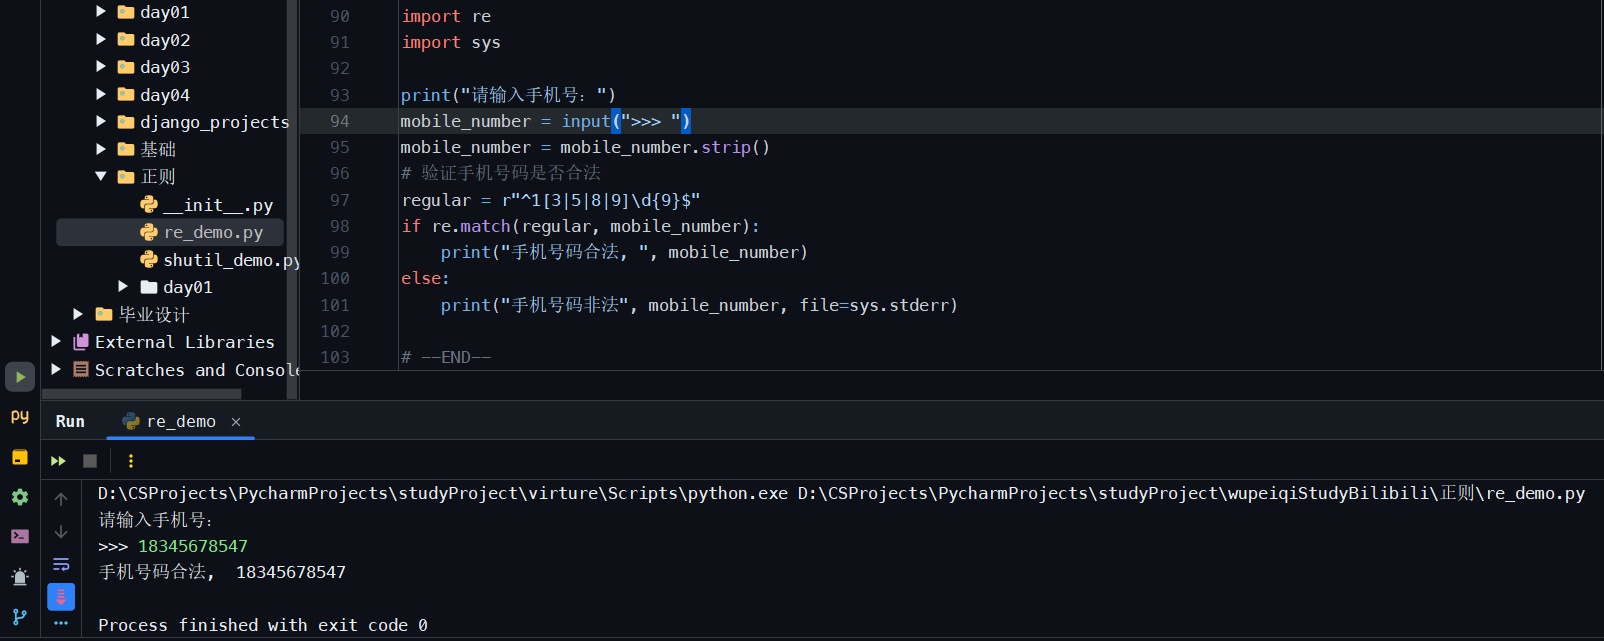 day01
day02
day03
day04
django_projects
基础
正则
__init__.py
re_demo.py
shutil_demo.py
day01
毕业设计
External Libraries
Scratches and Console
90 import re
91 import sys
92
93 print("请输入手机号：")
94 mobile_number = input(">>> ")
95 mobile_number = mobile_number.strip()
96 # 验证手机号码是否合法
97 regular = r"^1[3|5|8|9]\d{9}$"
98 if re.match(regular, mobile_number):
99 print("手机号码合法, ", mobile_number)
100 else:
101 print("手机号码非法", mobile_number, file=sys.stderr)
102
103 # --END--
py
Run re_demo ×
D:\CSProjects\PycharmProjects\studyProject\virture\Scripts\python.exe D:\CSProjects\PycharmProjects\studyProject\wupeiqiStudyBilibili\正则\re_demo.py
请输入手机号：
>>> 18345678547
手机号码合法,  18345678547
Process finished with exit code 0